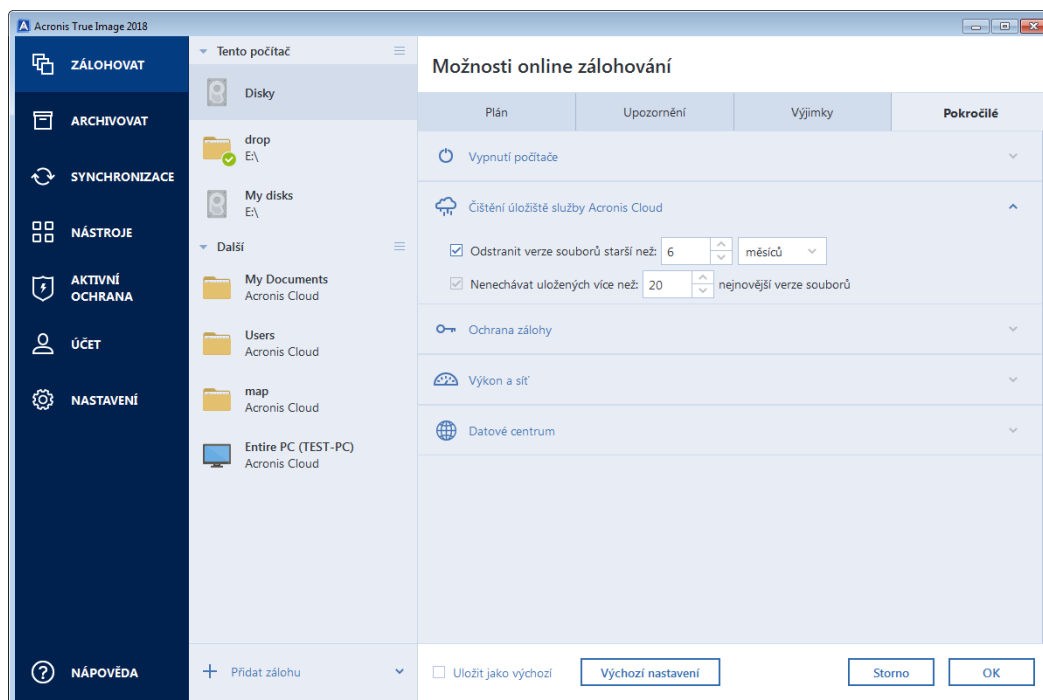 Acronis True Image 2018
ZÁLOHOVAT
ARCHIVOVAT
SYNCHRONIZACE
NÁSTROJE
AKTIVNÍ
OCHRANA
ÚČET
NASTAVENÍ
NÁPOVĚDA
Tento počítač
Disky
drop
E:\
My disks
E:\
Další
My Documents
Acronis Cloud
Users
Acronis Cloud
map
Acronis Cloud
Entire PC (TEST-PC)
Acronis Cloud
Přidat zálohu
Možnosti online zálohování
Plán Upozornění Výjimky Pokročilé
Vypnutí počítače
Čištění úložiště služby Acronis Cloud
Odstranit verze souborů starší než: 6 měsíců
Nenechávat uložených více než: 20 nejnovější verze souborů
Ochrana zálohy
Výkon a síť
Datové centrum
Uložit jako výchozí Výchozí nastavení Storno OK